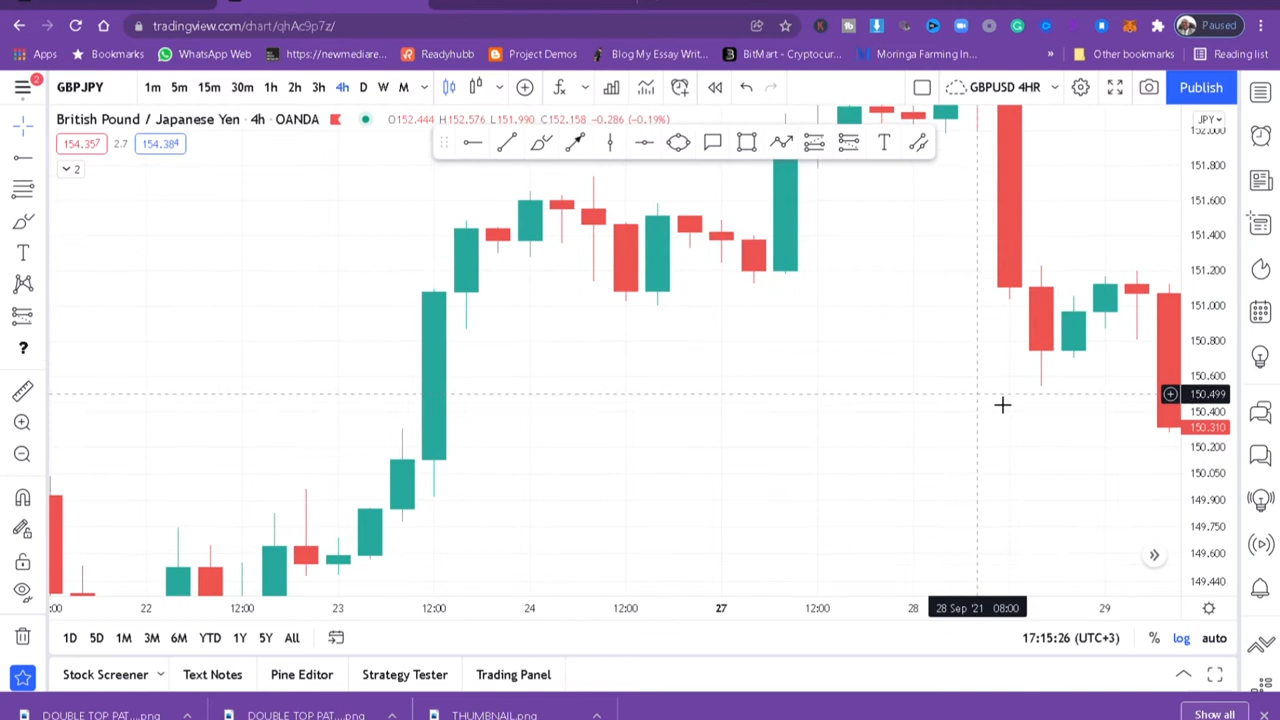 tradingview.com/chart/qhAc9p7z/
Paused
Apps Bookmarks WhatsApp Web https://newmediare... Readyhubb Project Demos Blog My Essay Writ... BitMart - Cryptocur... Moringa Farming In... » Other bookmarks Reading list
2
GBPJPY 1m 5m 15m 30m 1h 2h 3h 4h D W M GBPUSD 4HR Publish
British Pound / Japanese Yen · 4h · OANDA O152.444 H152.576 L151.990 C152.158 -0.286 (-0.19%) JPY
154.357 2.7 154.384
2
152.000
151.800
151.600
151.400
151.200
151.000
150.800
150.600
150.499
150.400
150.310
150.200
150.050
149.900
149.750
149.600
149.440
:00 22 12:00 23 12:00 24 12:00 27 12:00 28 28 Sep '21 08:00 29
1D 5D 1M 3M 6M YTD 1Y 5Y All 17:15:26 (UTC+3) % log auto
Stock Screener Text Notes Pine Editor Strategy Tester Trading Panel
DOUBLE TOP PAT....png DOUBLE TOP PAT....png THUMBNAIL.png Show all